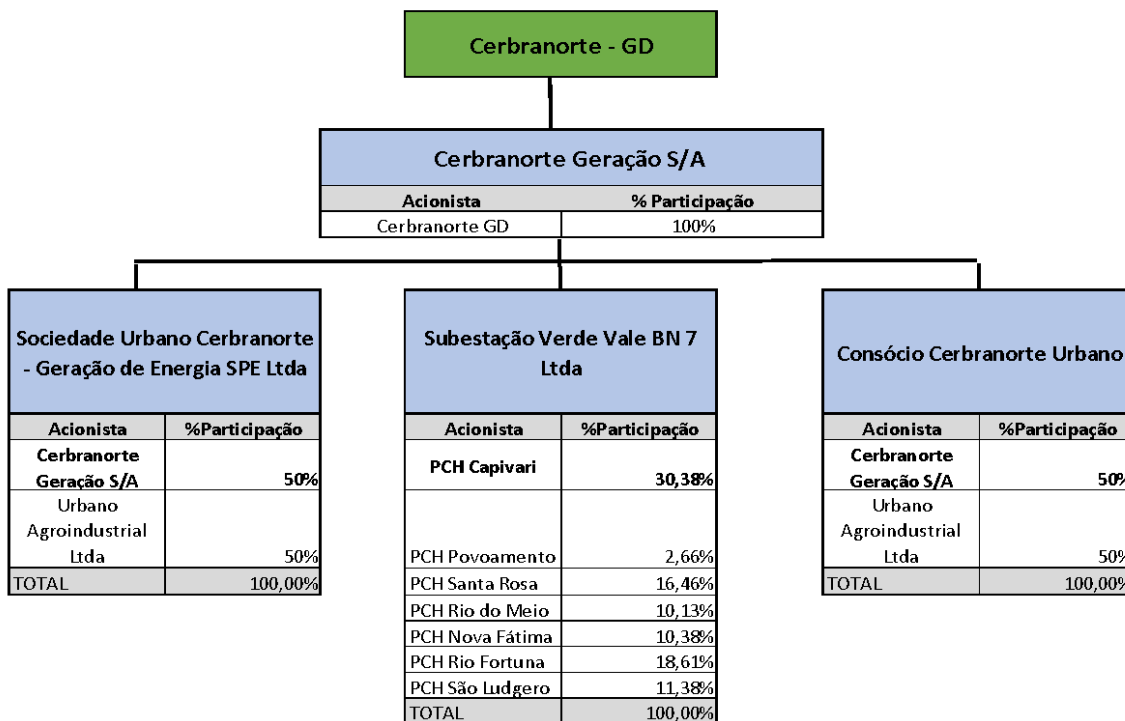 Cerbranorte - GD
Cerbranorte Geração S/A
Acionista % Participação
Cerbranorte GD 100%
Sociedade Urbano Cerbranorte
- Geração de Energia SPE Ltda
Acionista %Participação
Cerbranorte
Geração S/A 50%
Urbano
Agroindustrial
Ltda 50%
TOTAL 100,00%
Subestação Verde Vale BN 7
Ltda
Acionista %Participação
PCH Capivari 30,38%
PCH Povoamento 2,66%
PCH Santa Rosa 16,46%
PCH Rio do Meio 10,13%
PCH Nova Fátima 10,38%
PCH Rio Fortuna 18,61%
PCH São Ludgero 11,38%
TOTAL 100,00%
Consócio Cerbranorte Urbano
Acionista %Participação
Cerbranorte
Geração S/A 50%
Urbano
Agroindustrial
Ltda 50%
TOTAL 100,00%